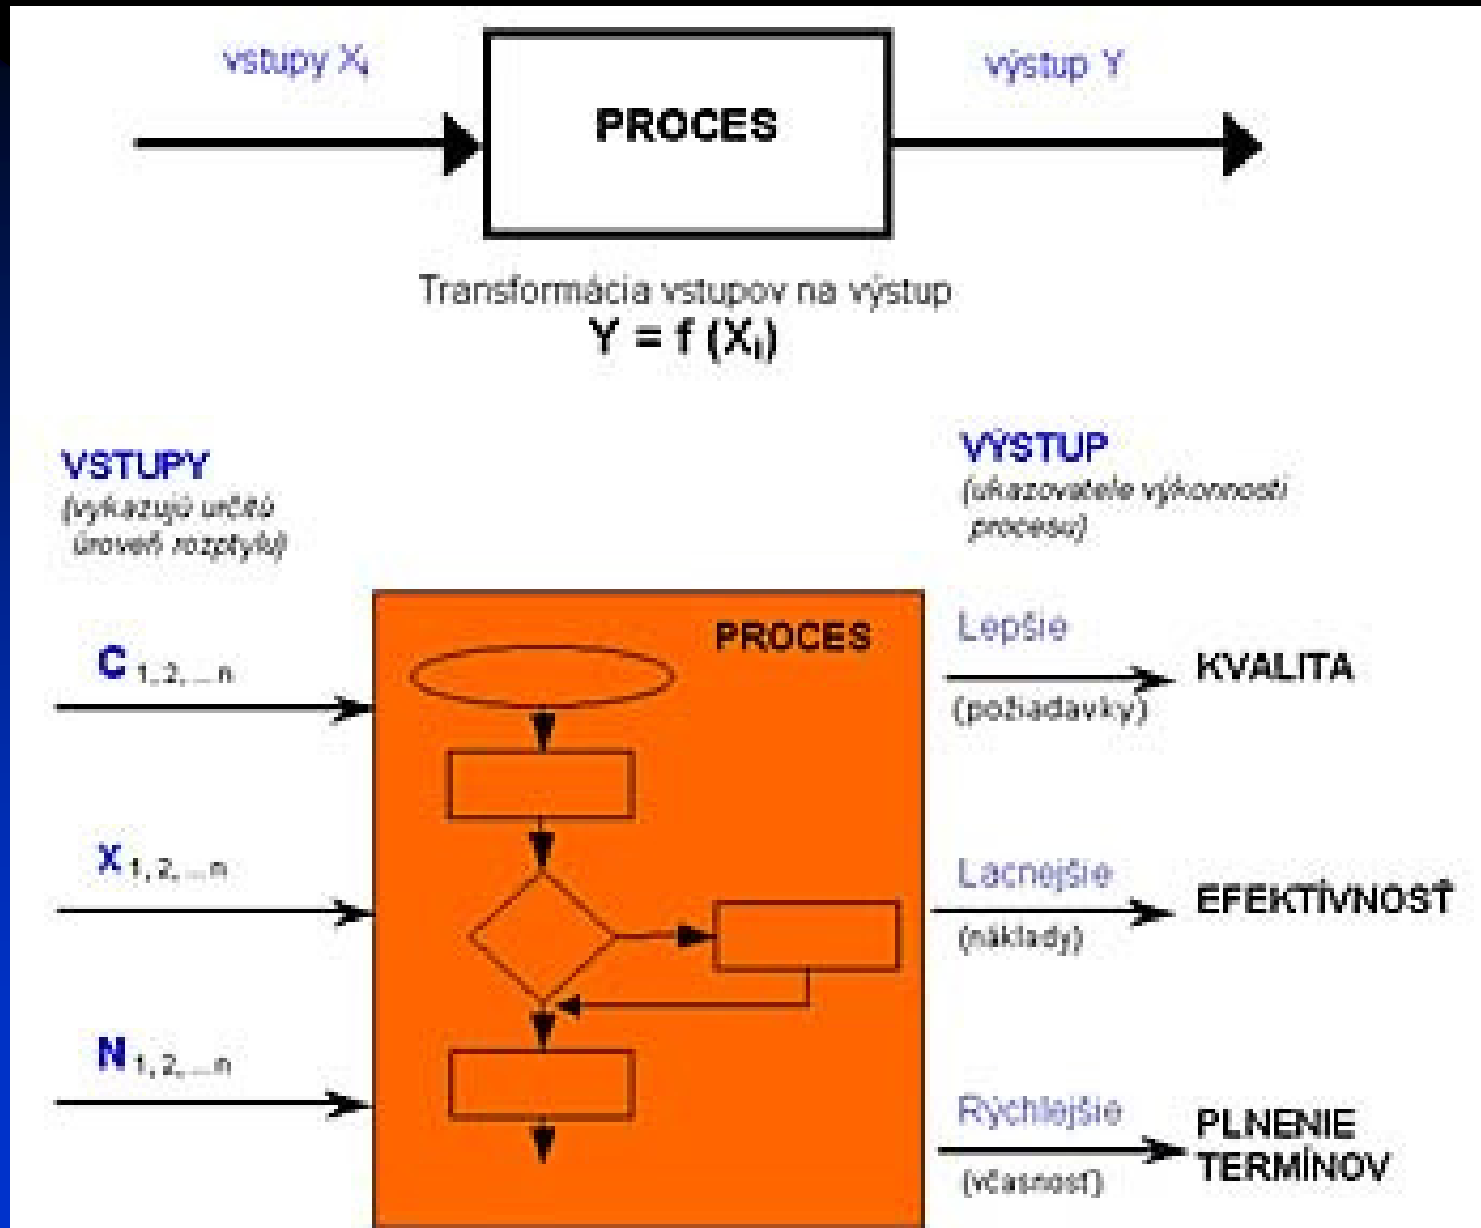 vstupy Xi
PROCES
výstup Y
Transformácia vstupov na výstup
Y = f (Xi)
VSTUPY
(vykazujú určitú
úroveň rozptylu)
VÝSTUP
(ukazovatele výkonnosti
procesu)
PROCES
C 1, 2, ... n
Lepšie
(požiadavky)
KVALITA
X 1, 2, ... n
Lacnejšie
(náklady)
EFEKTÍVNOSŤ
N 1, 2, ... n
Rýchlejšie
(včasnosť)
PLNENIE
TERMÍNOV